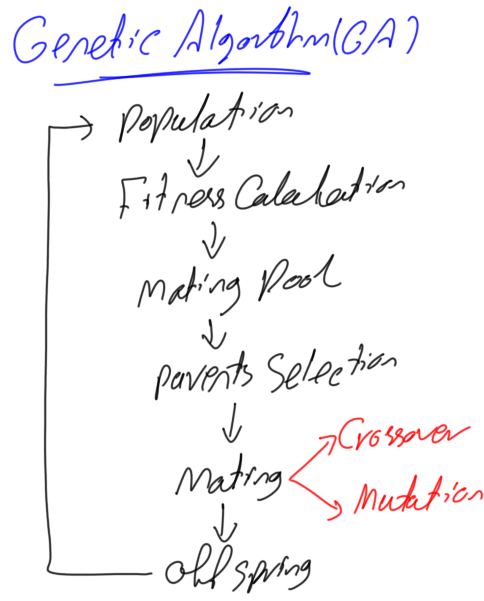 Genetic Algorithm(GA)
Population
Fitness Calculation
Mating Pool
Parents Selection
Mating
Crossover
Mutation
Offspring